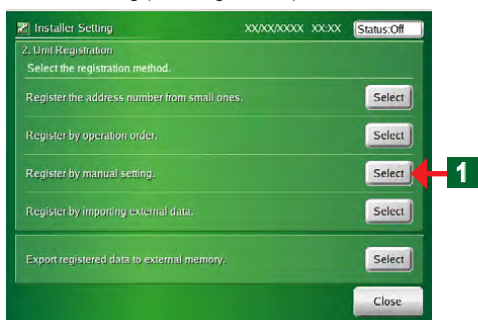 Installer Setting XX/XX/XXXX XX:XX Status:Off
2. Unit Registration
Select the registration method.
Register the address number from small ones. Select
Register by operation order. Select
Register by manual setting. Select 1
Register by importing external data. Select
Export registered data to external memory. Select
Close